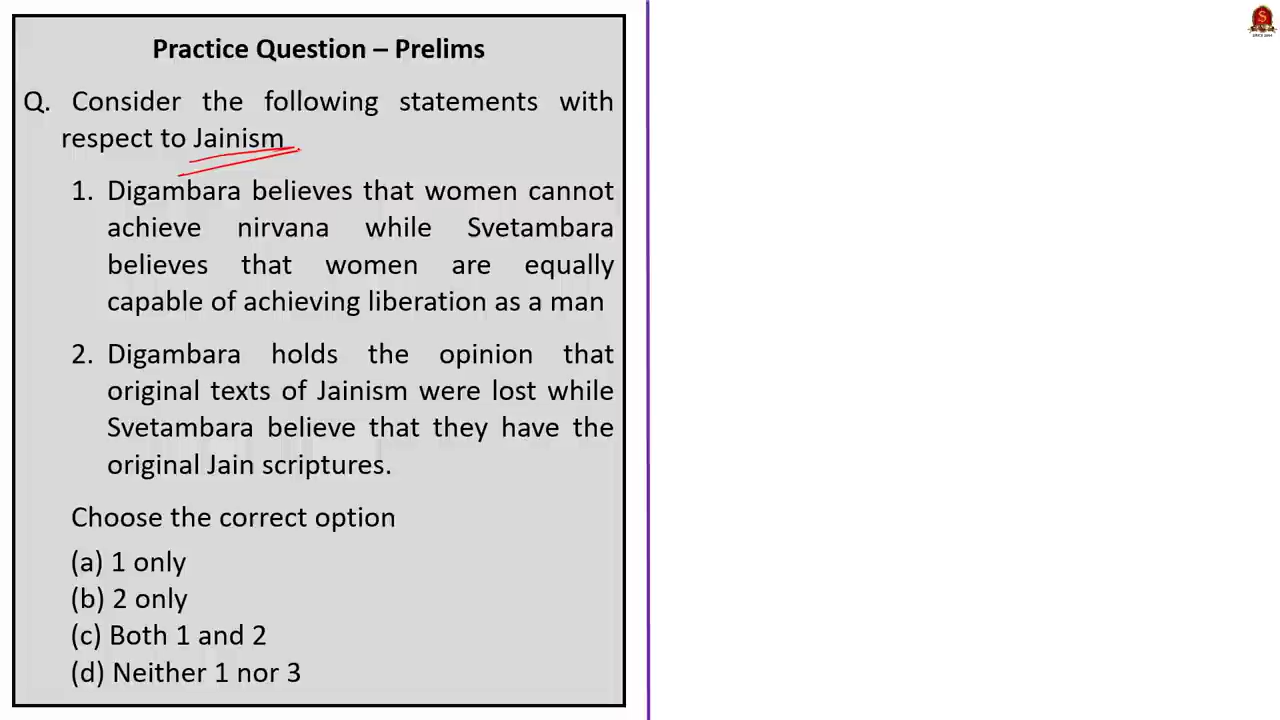 Practice Question – Prelims
Q. Consider the following statements with
respect to Jainism
1. Digambara believes that women cannot
achieve nirvana while Svetambara
believes that women are equally
capable of achieving liberation as a man
2. Digambara holds the opinion that
original texts of Jainism were lost while
Svetambara believe that they have the
original Jain scriptures.
Choose the correct option
(a) 1 only
(b) 2 only
(c) Both 1 and 2
(d) Neither 1 nor 3